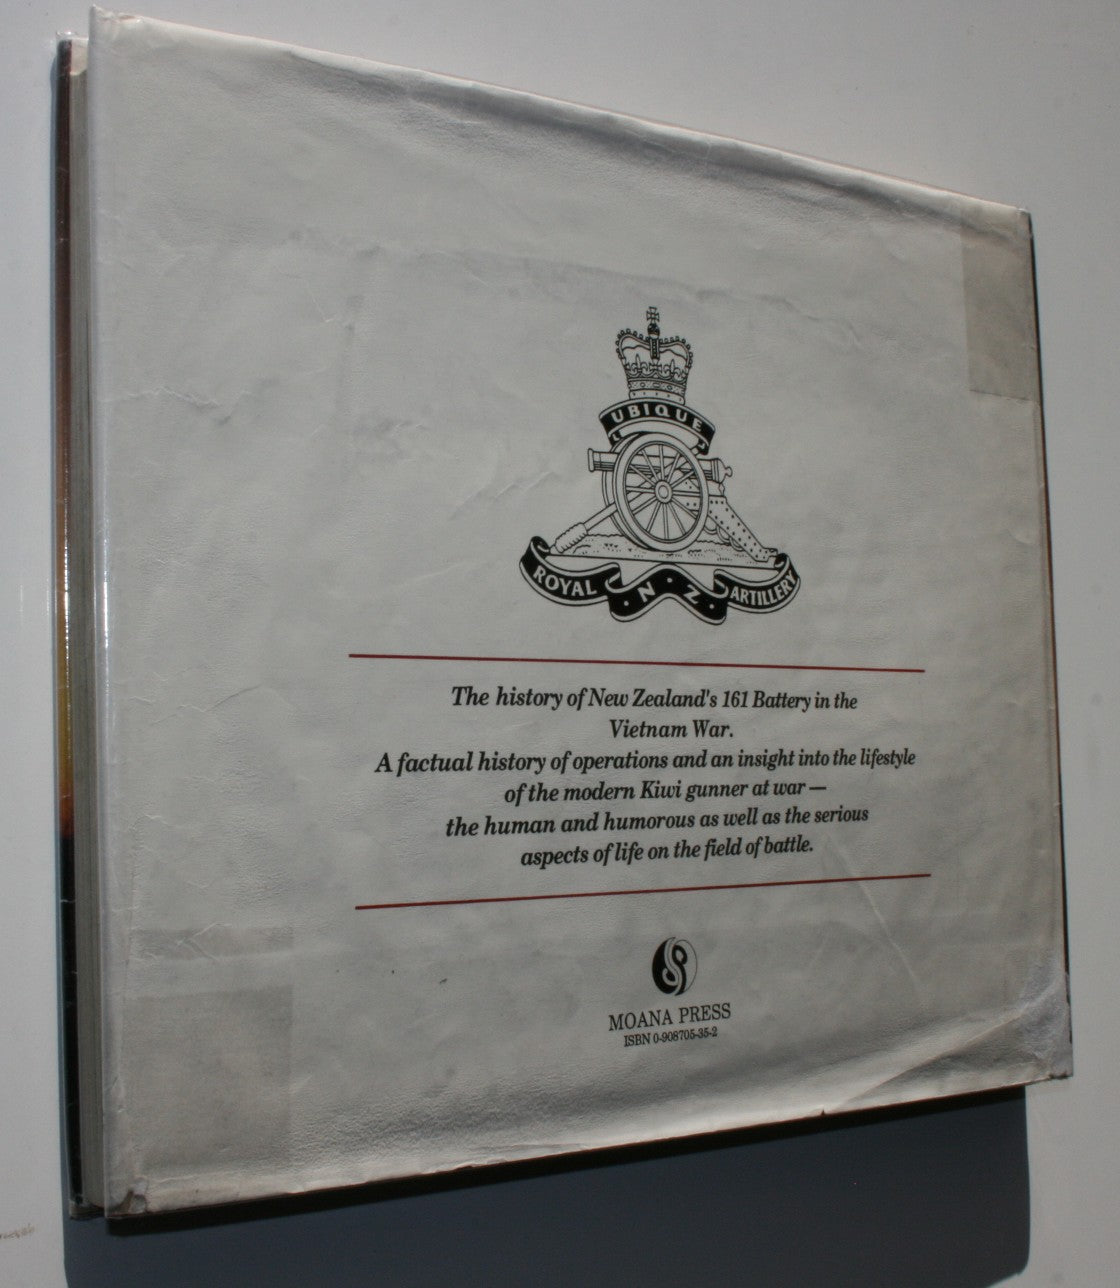 UBIQUE
ROYAL N · Z ARTILLERY
The history of New Zealand's 161 Battery in the
Vietnam War.
A factual history of operations and an insight into the lifestyle
of the modern Kiwi gunner at war —
the human and humorous as well as the serious
aspects of life on the field of battle.
MOANA PRESS
ISBN 0-908705-35-2